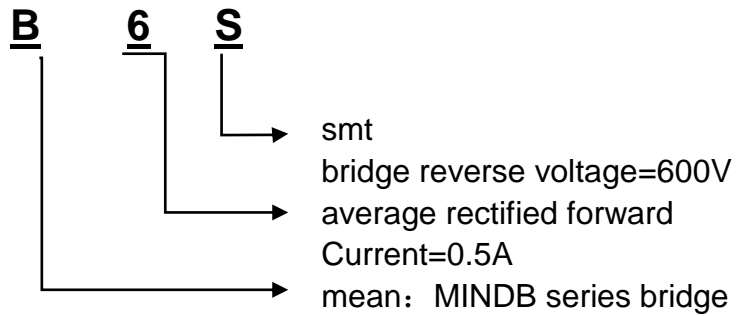 B 6 S
smt
bridge reverse voltage=600V
average rectified forward
Current=0.5A
mean：MINDB series bridge